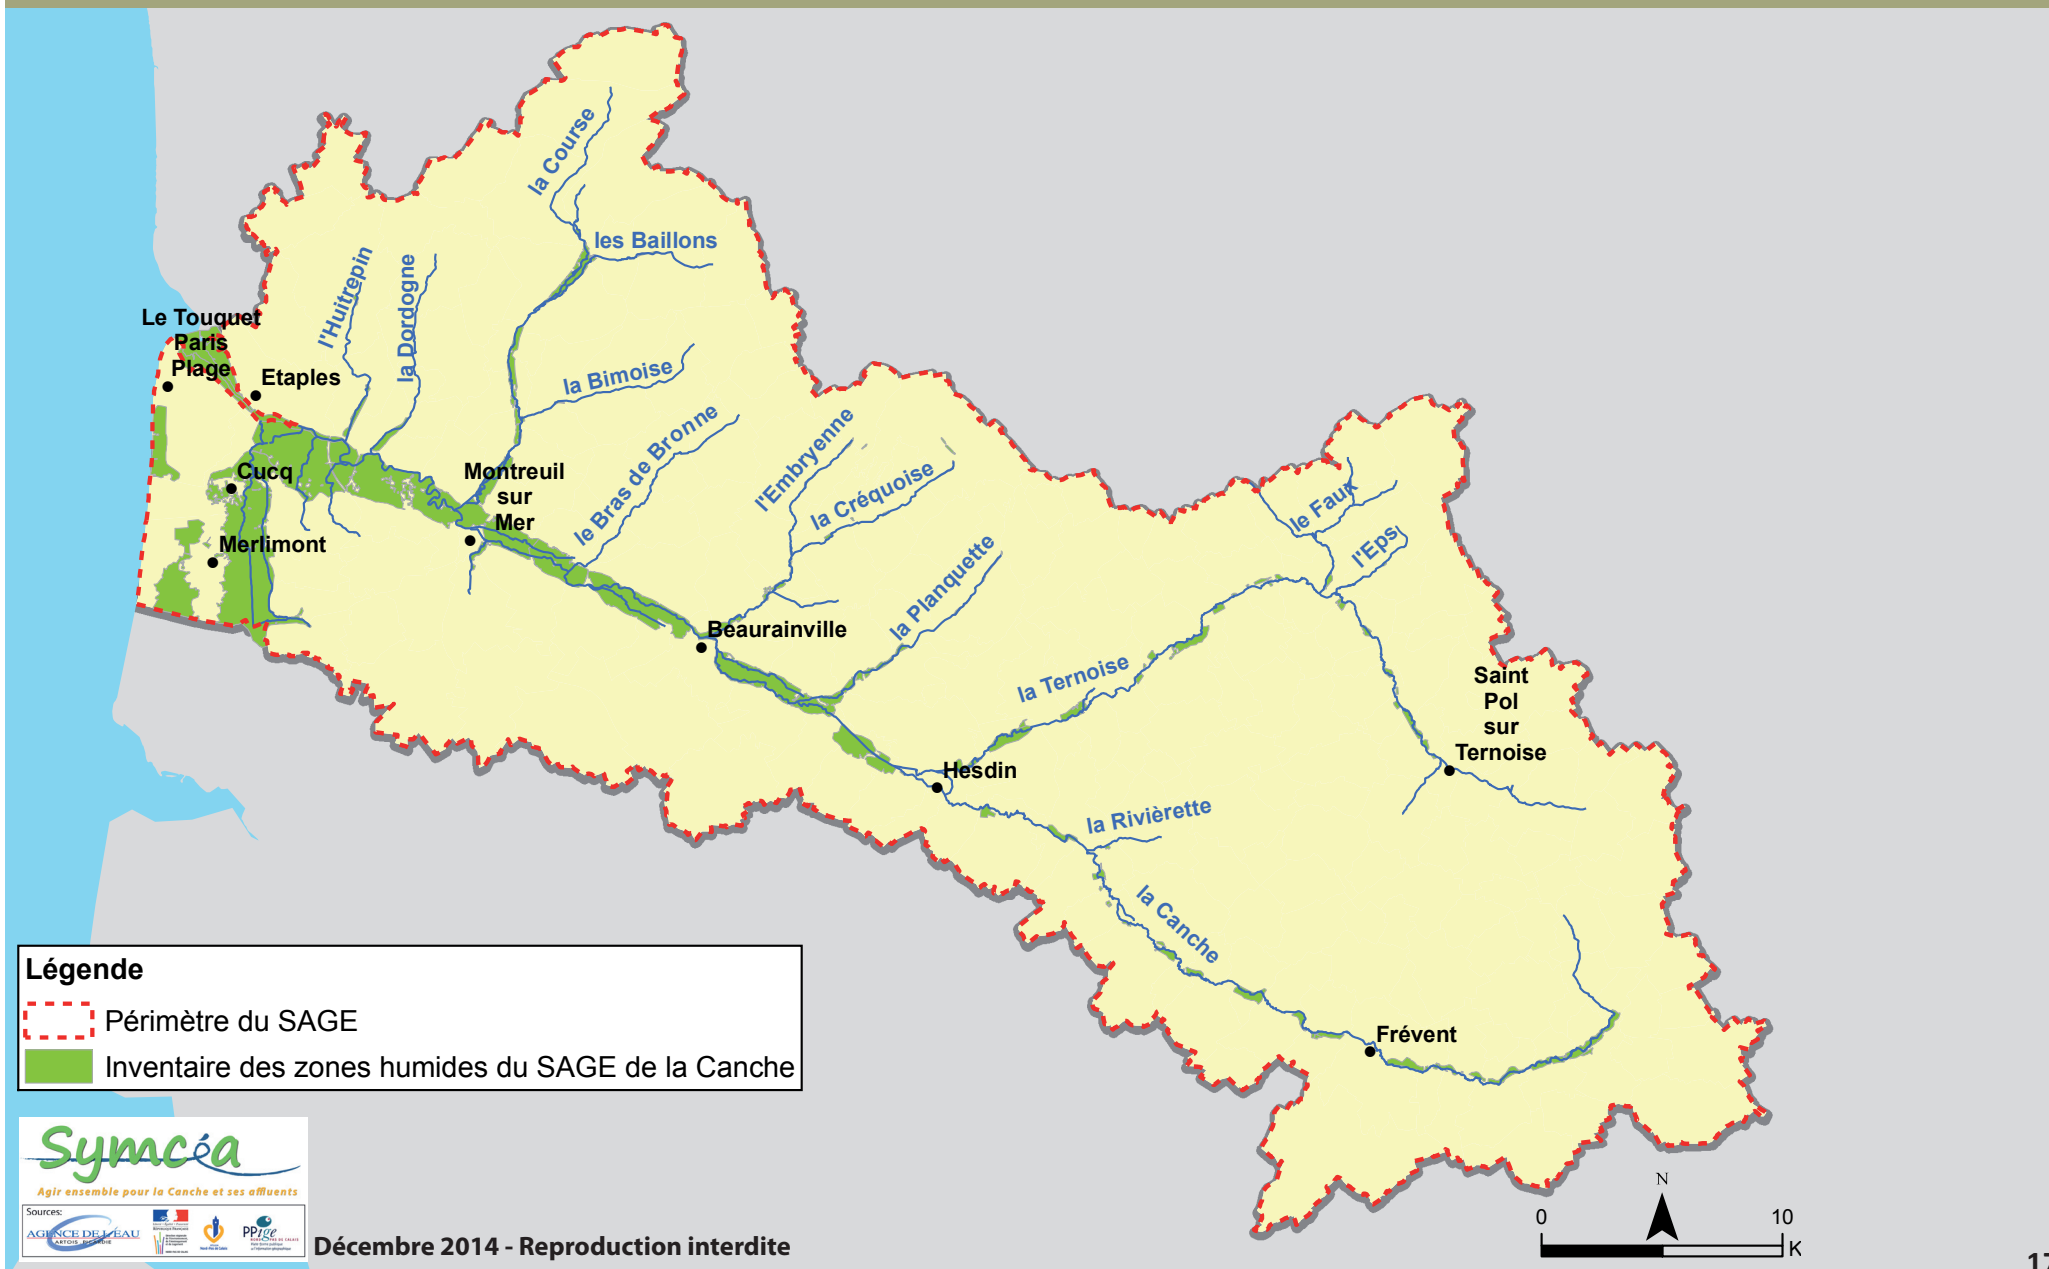 la Course
les Baillons
l'Huitrepin
la Dordogne
Le Touquet
Paris
Plage
Etaples
la Bimoise
le Bras de Bronne
l'Embryenne
la Créquoise
Cucq
Montreuil
sur
Mer
le Faux
l'Eps
Merlimont
la Planquette
Beaurainville
la Ternoise
Saint
Pol
sur
Ternoise
Hesdin
la Rivièrette
la Canche
Frévent
Légende
Périmètre du SAGE
Inventaire des zones humides du SAGE de la Canche
Symcéa
Agir ensemble pour la Canche et ses affluents
Sources:
AGENCE DE L'EAU
ARTOIS PICARDIE
PPige
Décembre 2014 - Reproduction interdite
N
0 10
K
17